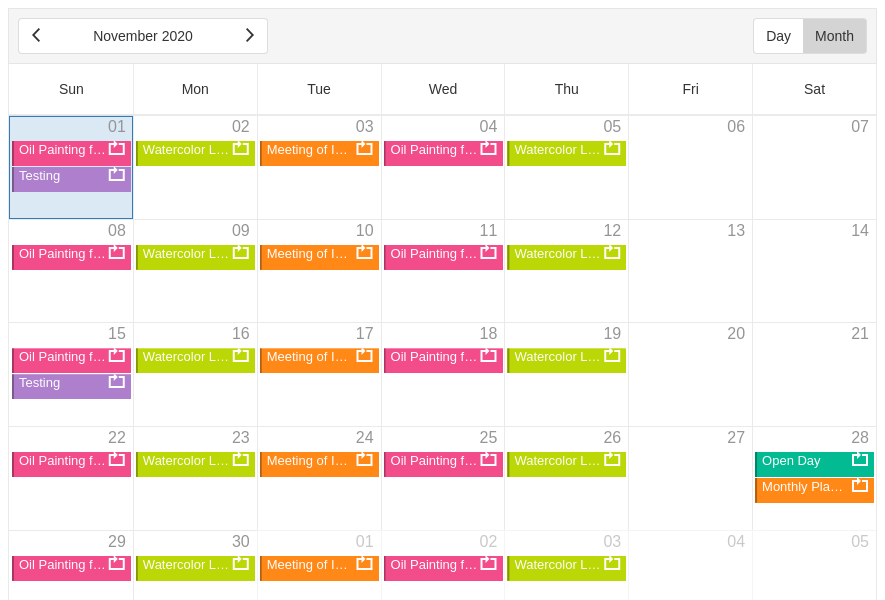 November 2020
Day Month
Sun Mon Tue Wed Thu Fri Sat
01 02 03 04 05 06 07
Oil Painting f... Watercolor L... Meeting of I... Oil Painting f... Watercolor L...
Testing
08 09 10 11 12 13 14
Oil Painting f... Watercolor L... Meeting of I... Oil Painting f... Watercolor L...
15 16 17 18 19 20 21
Oil Painting f... Watercolor L... Meeting of I... Oil Painting f... Watercolor L...
Testing
22 23 24 25 26 27 28
Oil Painting f... Watercolor L... Meeting of I... Oil Painting f... Watercolor L... Open Day
Monthly Pla...
29 30 01 02 03 04 05
Oil Painting f... Watercolor L... Meeting of I... Oil Painting f... Watercolor L...